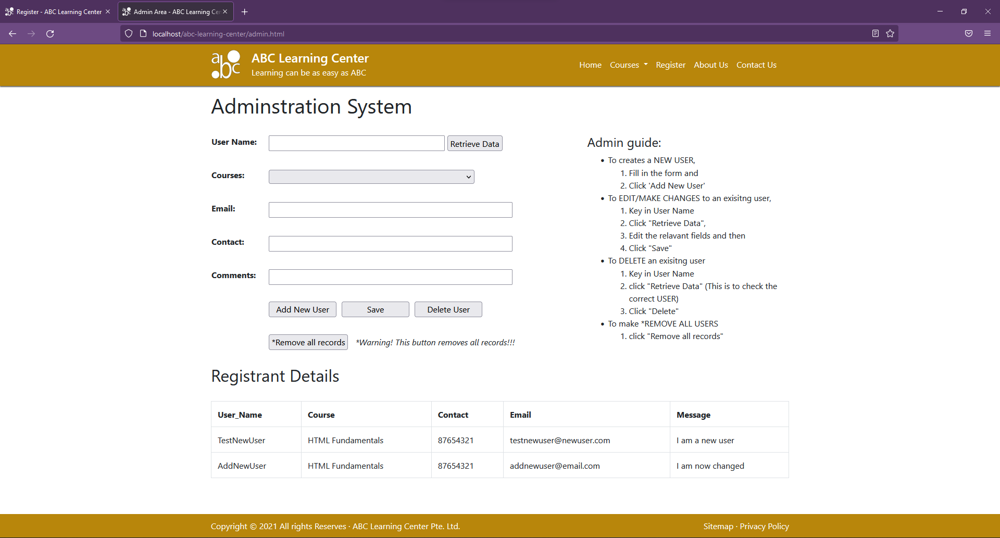 Register - ABC Learning Center
Admin Area - ABC Learning Cen
localhost/abc-learning-center/admin.html
abc
ABC Learning Center
Learning can be as easy as ABC
Home Courses Register About Us Contact Us
Adminstration System
User Name:
Retrieve Data
Courses:
Email:
Contact:
Comments:
Add New User Save Delete User
*Remove all records *Warning! This button removes all records!!!
Admin guide:
• To creates a NEW USER,
1. Fill in the form and
2. Click 'Add New User'
• To EDIT/MAKE CHANGES to an exisitng user,
1. Key in User Name
2. Click "Retrieve Data",
3. Edit the relavant fields and then
4. Click "Save"
• To DELETE an exisitng user
1. Key in User Name
2. click "Retrieve Data" (This is to check the
correct USER)
3. Click "Delete"
• To make *REMOVE ALL USERS
1. click "Remove all records"
Registrant Details
User_Name Course Contact Email Message
TestNewUser HTML Fundamentals 87654321 testnewuser@newuser.com I am a new user
AddNewUser HTML Fundamentals 87654321 addnewuser@email.com I am now changed
Copyright © 2021 All rights Reserves · ABC Learning Center Pte. Ltd.
Sitemap · Privacy Policy